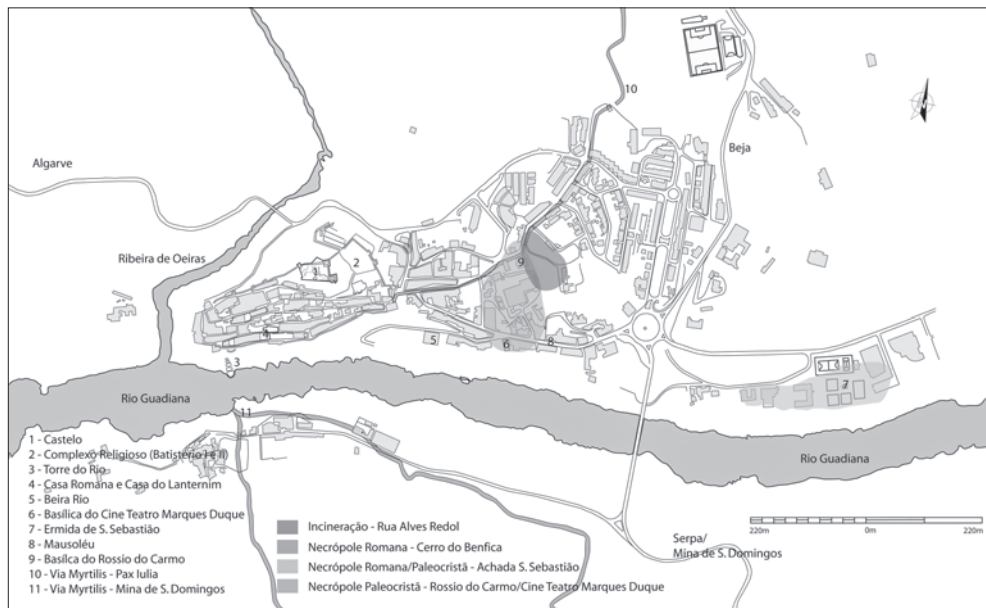 10
Algarve
Beja
Ribeira de Oeiras
1
2
9
4
5
6
8
3
7
Rio Guadiana
11
Rio Guadiana
1 - Castelo
2 - Complexo Religioso (Batistério I e II)
3 - Torre do Rio
4 - Casa Romana e Casa do Lanternim
5 - Beira Rio
6 - Basílica do Cine Teatro Marques Duque
7 - Ermida de S. Sebastião
8 - Mausoléu
9 - Basílca do Rossio do Carmo
10 - Via Myrtilis - Pax Iulia
11 - Via Myrtilis - Mina de S. Domingos
Incineração - Rua Alves Redol
Necrópole Romana - Cerro do Benfica
Necrópole Romana/Paleocristã - Achada S. Sebastião
Necrópole Paleocristã - Rossio do Carmo/Cine Teatro Marques Duque
Serpa/
Mina de S. Domingos
220m 0m 220m